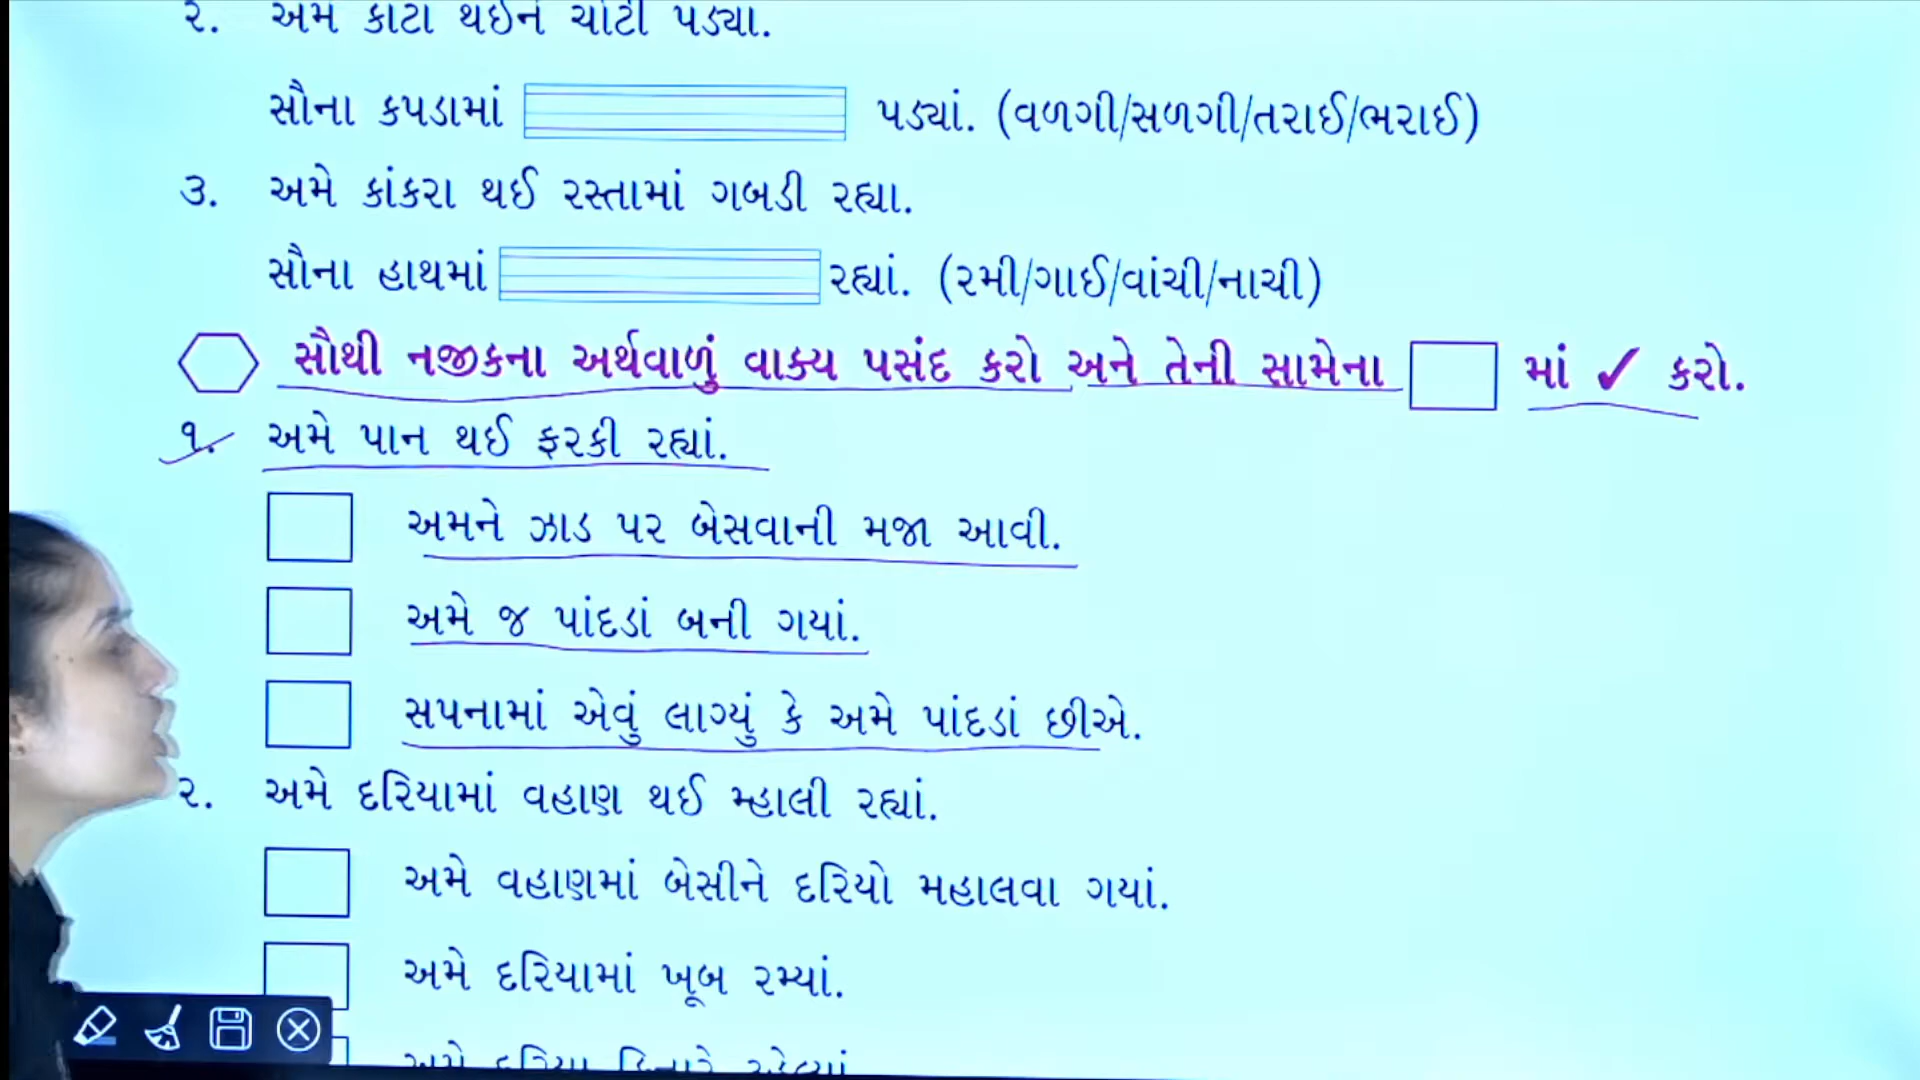 ૨. અમે કાંટા થઈને ચોંટી પડ્યા.
સૌના કપડામાં પડ્યાં. (વળગી/સળગી/તરાઈ/ભરાઈ)
૩. અમે કાંકરા થઈ રસ્તામાં ગબડી રહ્યા.
સૌના હાથમાં રહ્યાં. (રમી/ગાઈ/વાંચી/નાચી)
સૌથી નજીકના અર્થવાળું વાક્ય પસંદ કરો અને તેની સામેના માં ✓ કરો.
૧. અમે પાન થઈ ફરકી રહ્યાં.
અમને ઝાડ પર બેસવાની મજા આવી.
અમે જ પાંદડાં બની ગયાં.
સપનામાં એવું લાગ્યું કે અમે પાંદડાં છીએ.
૨. અમે દરિયામાં વહાણ થઈ મ્હાલી રહ્યાં.
અમે વહાણમાં બેસીને દરિયો મહાલવા ગયાં.
અમે દરિયામાં ખૂબ રમ્યાં.